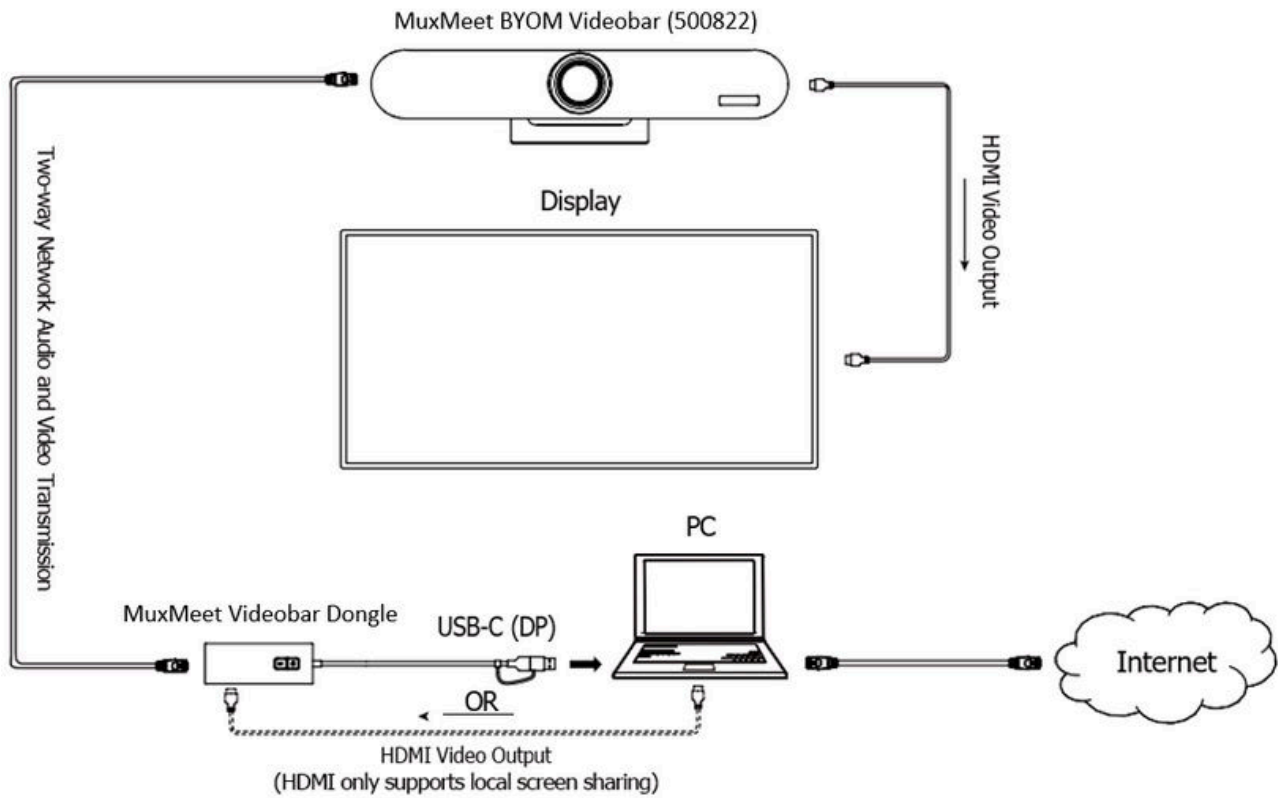 MuxMeet BYOM Videobar (500822)
HDMI Video Output
Two-way Network Audio and Video Transmission
Display
PC
MuxMeet Videobar Dongle
USB-C (DP)
Internet
OR
HDMI Video Output
(HDMI only supports local screen sharing)